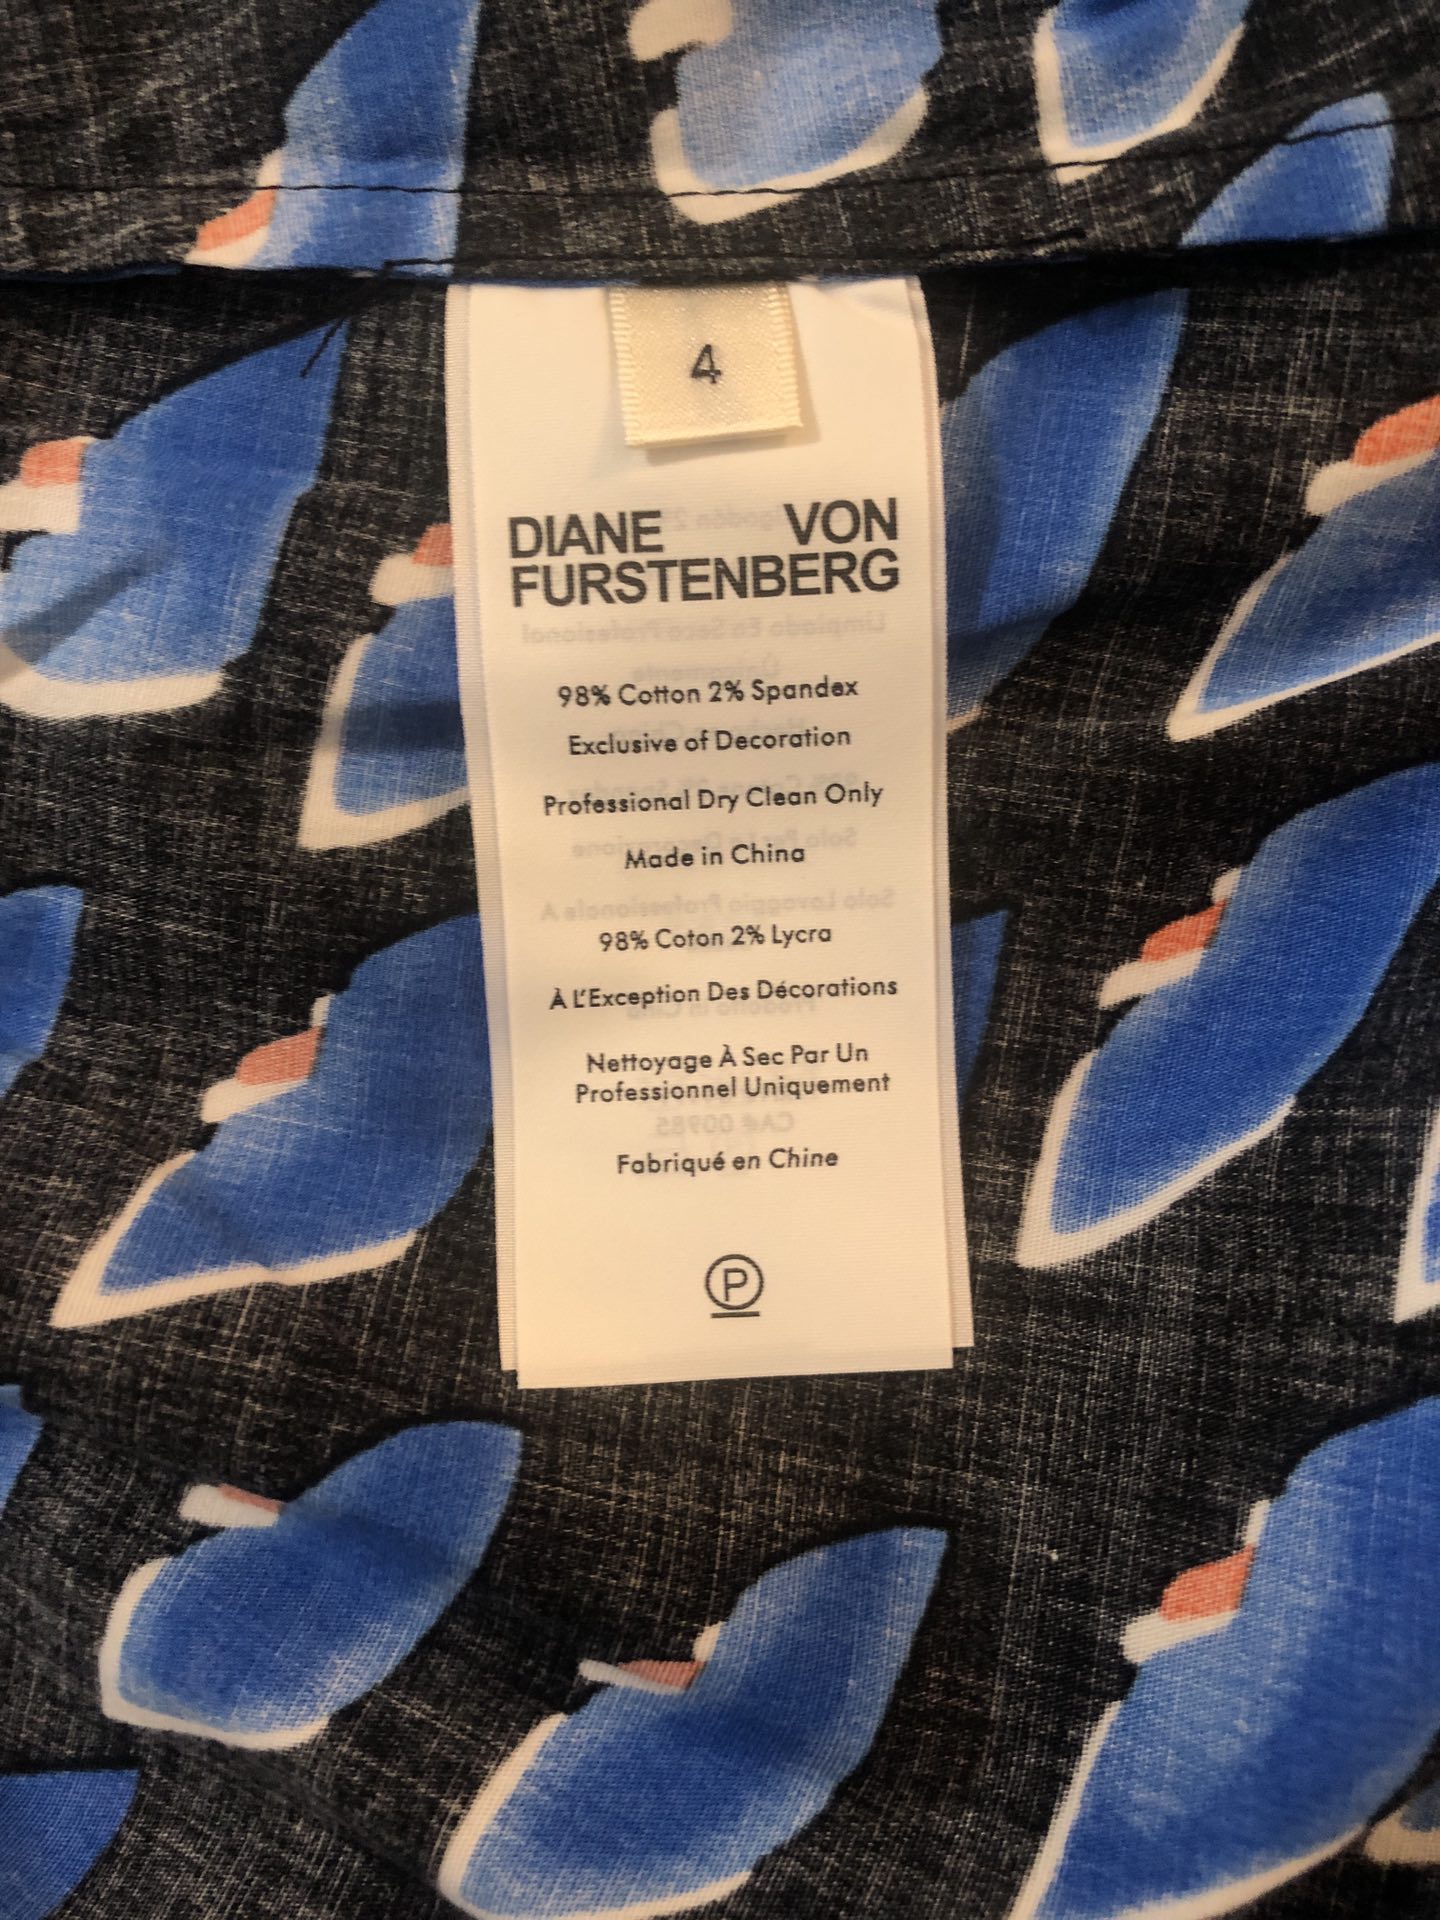 4
DIANE VON
FURSTENBERG
98% Cotton 2% Spandex
Exclusive of Decoration
Professional Dry Clean Only
Made in China
98% Coton 2% Lycra
À L'Exception Des Décorations
Nettoyage À Sec Par Un
Professionnel Uniquement
Fabriqué en Chine
P